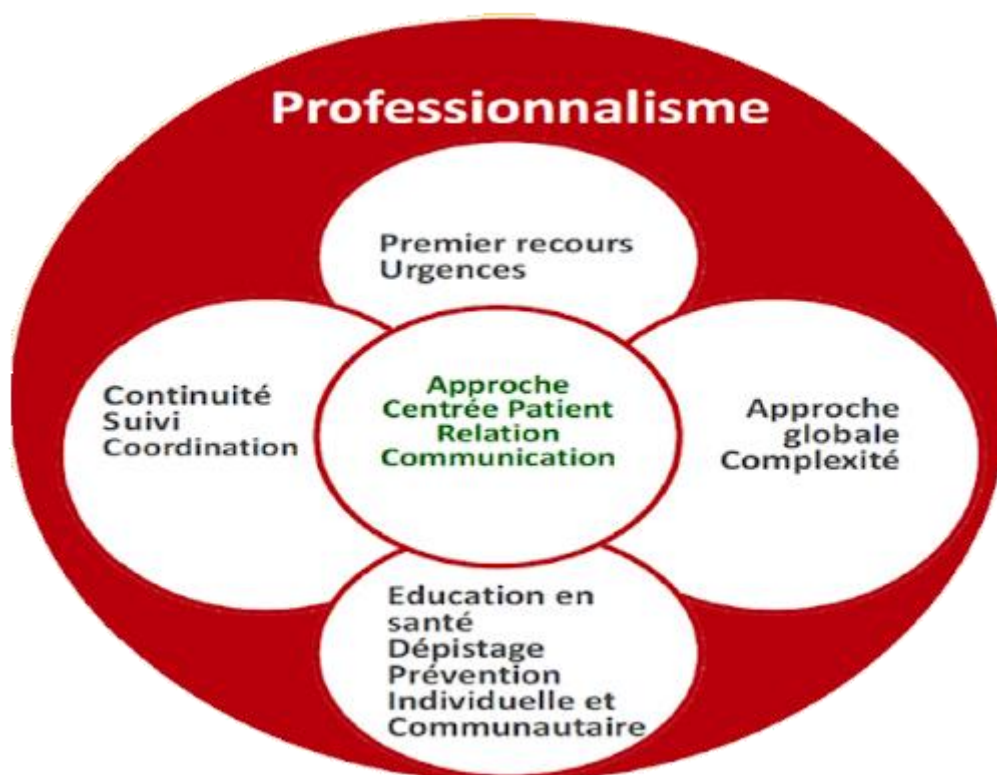 Professionnalisme
Premier recours
Urgences
Continuité
Suivi
Coordination
Approche
Centrée Patient
Relation
Communication
Approche
globale
Complexité
Education en
santé
Dépistage
Prévention
Individuelle et
Communautaire